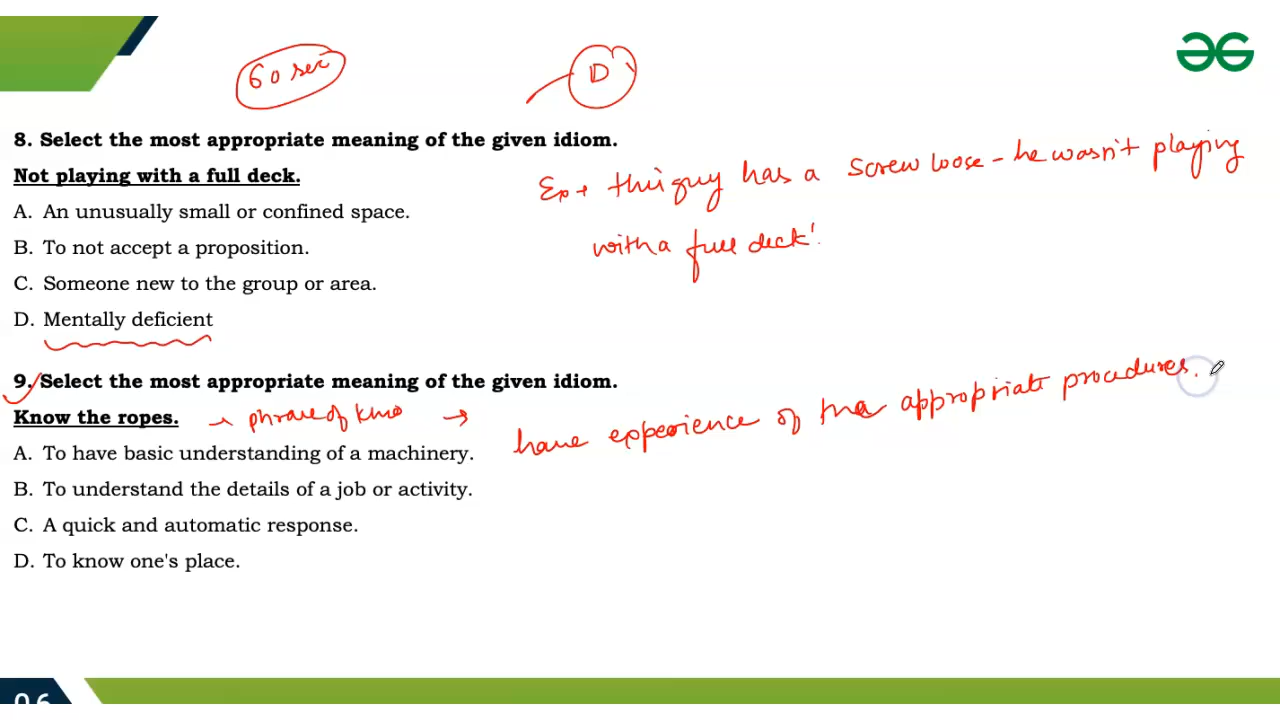 60 sec
D
8. Select the most appropriate meaning of the given idiom.
Not playing with a full deck.
A. An unusually small or confined space.
B. To not accept a proposition.
C. Someone new to the group or area.
D. Mentally deficient
this guy has a screw loose - he wasn't playing
with a full deck'.
9. Select the most appropriate meaning of the given idiom.
Know the ropes. phrase of
have experience of the appropriate procedures.
A. To have basic understanding of a machinery.
B. To understand the details of a job or activity.
C. A quick and automatic response.
D. To know one's place.